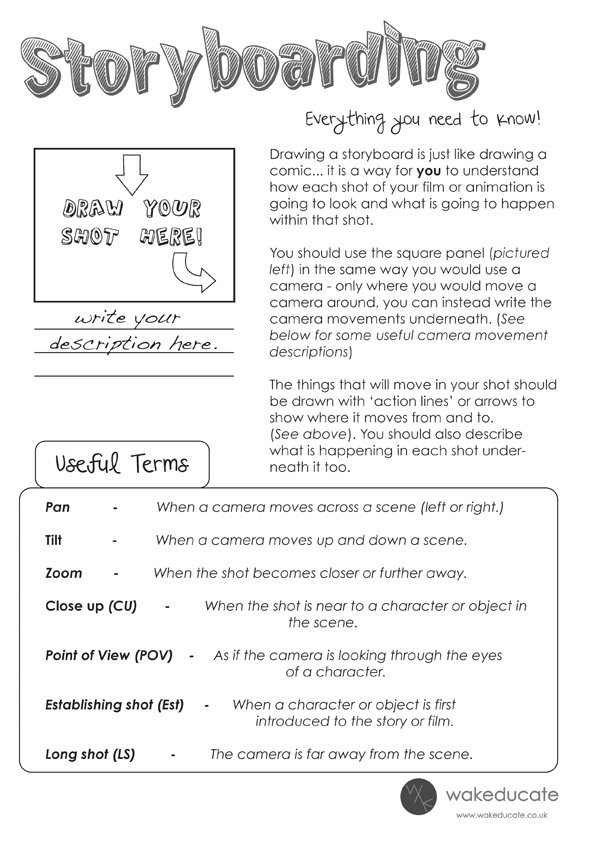 Storyboarding
Everything you need to know!
DRAW YOUR
SHOT HERE!
write your
description here.
Drawing a storyboard is just like drawing a
comic... it is a way for you to understand
how each shot of your film or animation is
going to look and what is going to happen
within that shot.
You should use the square panel (pictured
left) in the same way you would use a
camera - only where you would move a
camera around, you can instead write the
camera movements underneath. (See
below for some useful camera movement
descriptions)
The things that will move in your shot should
be drawn with ‘action lines’ or arrows to
show where it moves from and to.
(See above). You should also describe
what is happening in each shot under-
neath it too.
Useful Terms
Pan - When a camera moves across a scene (left or right.)
Tilt - When a camera moves up and down a scene.
Zoom - When the shot becomes closer or further away.
Close up (CU) - When the shot is near to a character or object in
the scene.
Point of View (POV) - As if the camera is looking through the eyes
of a character.
Establishing shot (Est) - When a character or object is first
introduced to the story or film.
Long shot (LS) - The camera is far away from the scene.
WK wakeducate
www.wakeducate.co.uk